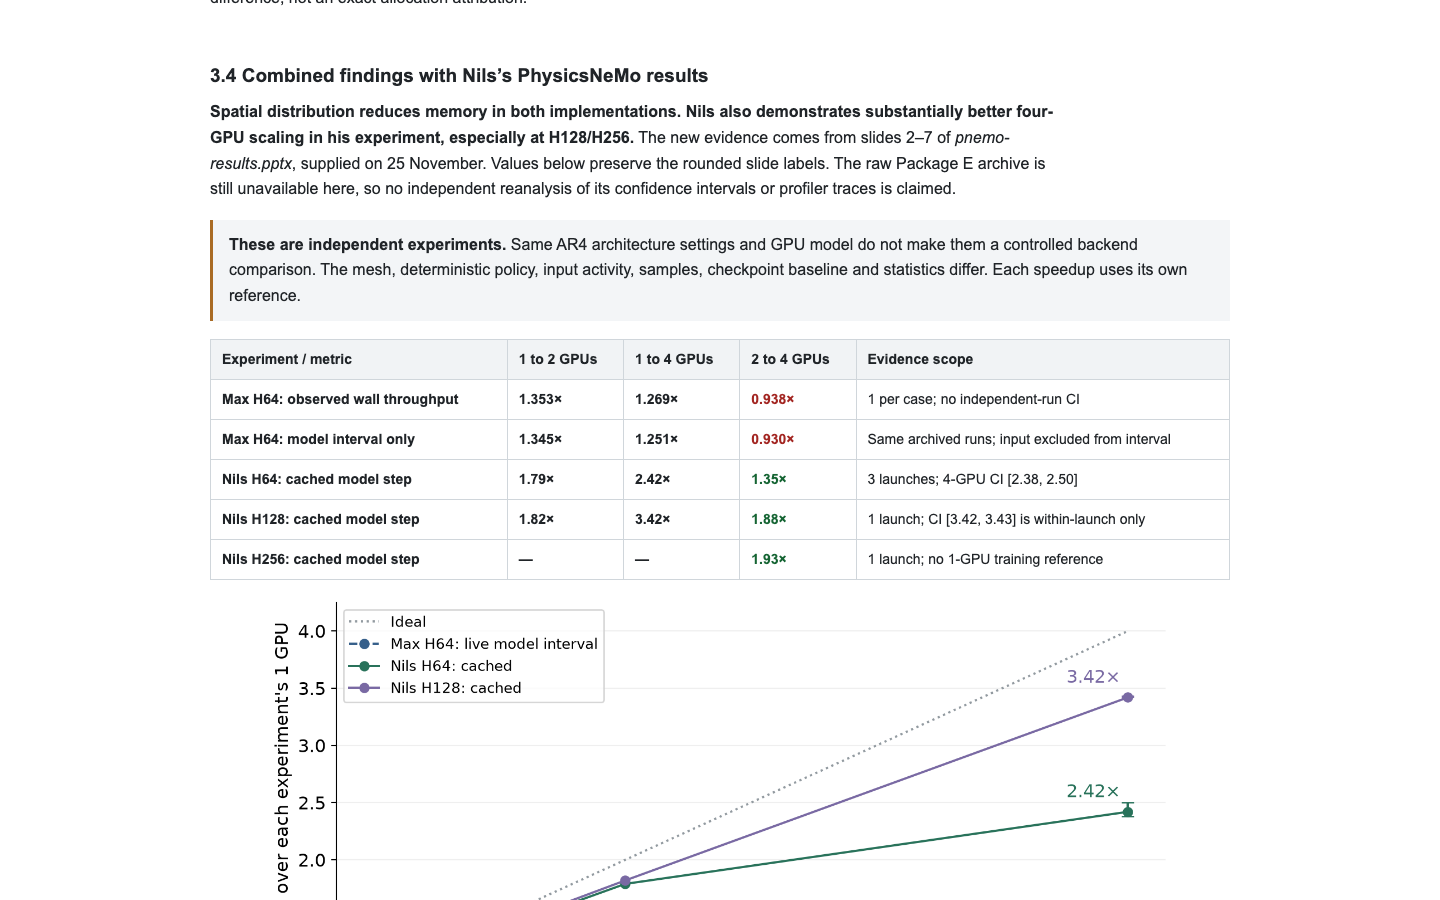 difference, not an exact allocation attribution.
3.4 Combined findings with Nils’s PhysicsNeMo results
Spatial distribution reduces memory in both implementations. Nils also demonstrates substantially better four-
GPU scaling in his experiment, especially at H128/H256. The new evidence comes from slides 2–7 of pnemo-
results.pptx, supplied on 25 November. Values below preserve the rounded slide labels. The raw Package E archive is
still unavailable here, so no independent reanalysis of its confidence intervals or profiler traces is claimed.
These are independent experiments. Same AR4 architecture settings and GPU model do not make them a controlled backend
comparison. The mesh, deterministic policy, input activity, samples, checkpoint baseline and statistics differ. Each speedup uses its own
reference.
Experiment / metric 1 to 2 GPUs 1 to 4 GPUs 2 to 4 GPUs Evidence scope
Max H64: observed wall throughput 1.353× 1.269× 0.938× 1 per case; no independent-run CI
Max H64: model interval only 1.345× 1.251× 0.930× Same archived runs; input excluded from interval
Nils H64: cached model step 1.79× 2.42× 1.35× 3 launches; 4-GPU CI [2.38, 2.50]
Nils H128: cached model step 1.82× 3.42× 1.88× 1 launch; CI [3.42, 3.43] is within-launch only
Nils H256: cached model step — — 1.93× 1 launch; no 1-GPU training reference
Ideal
Max H64: live model interval
Nils H64: cached
Nils H128: cached
over each experiment's 1 GPU
4.0
3.5
3.0
2.5
2.0
3.42×
2.42×